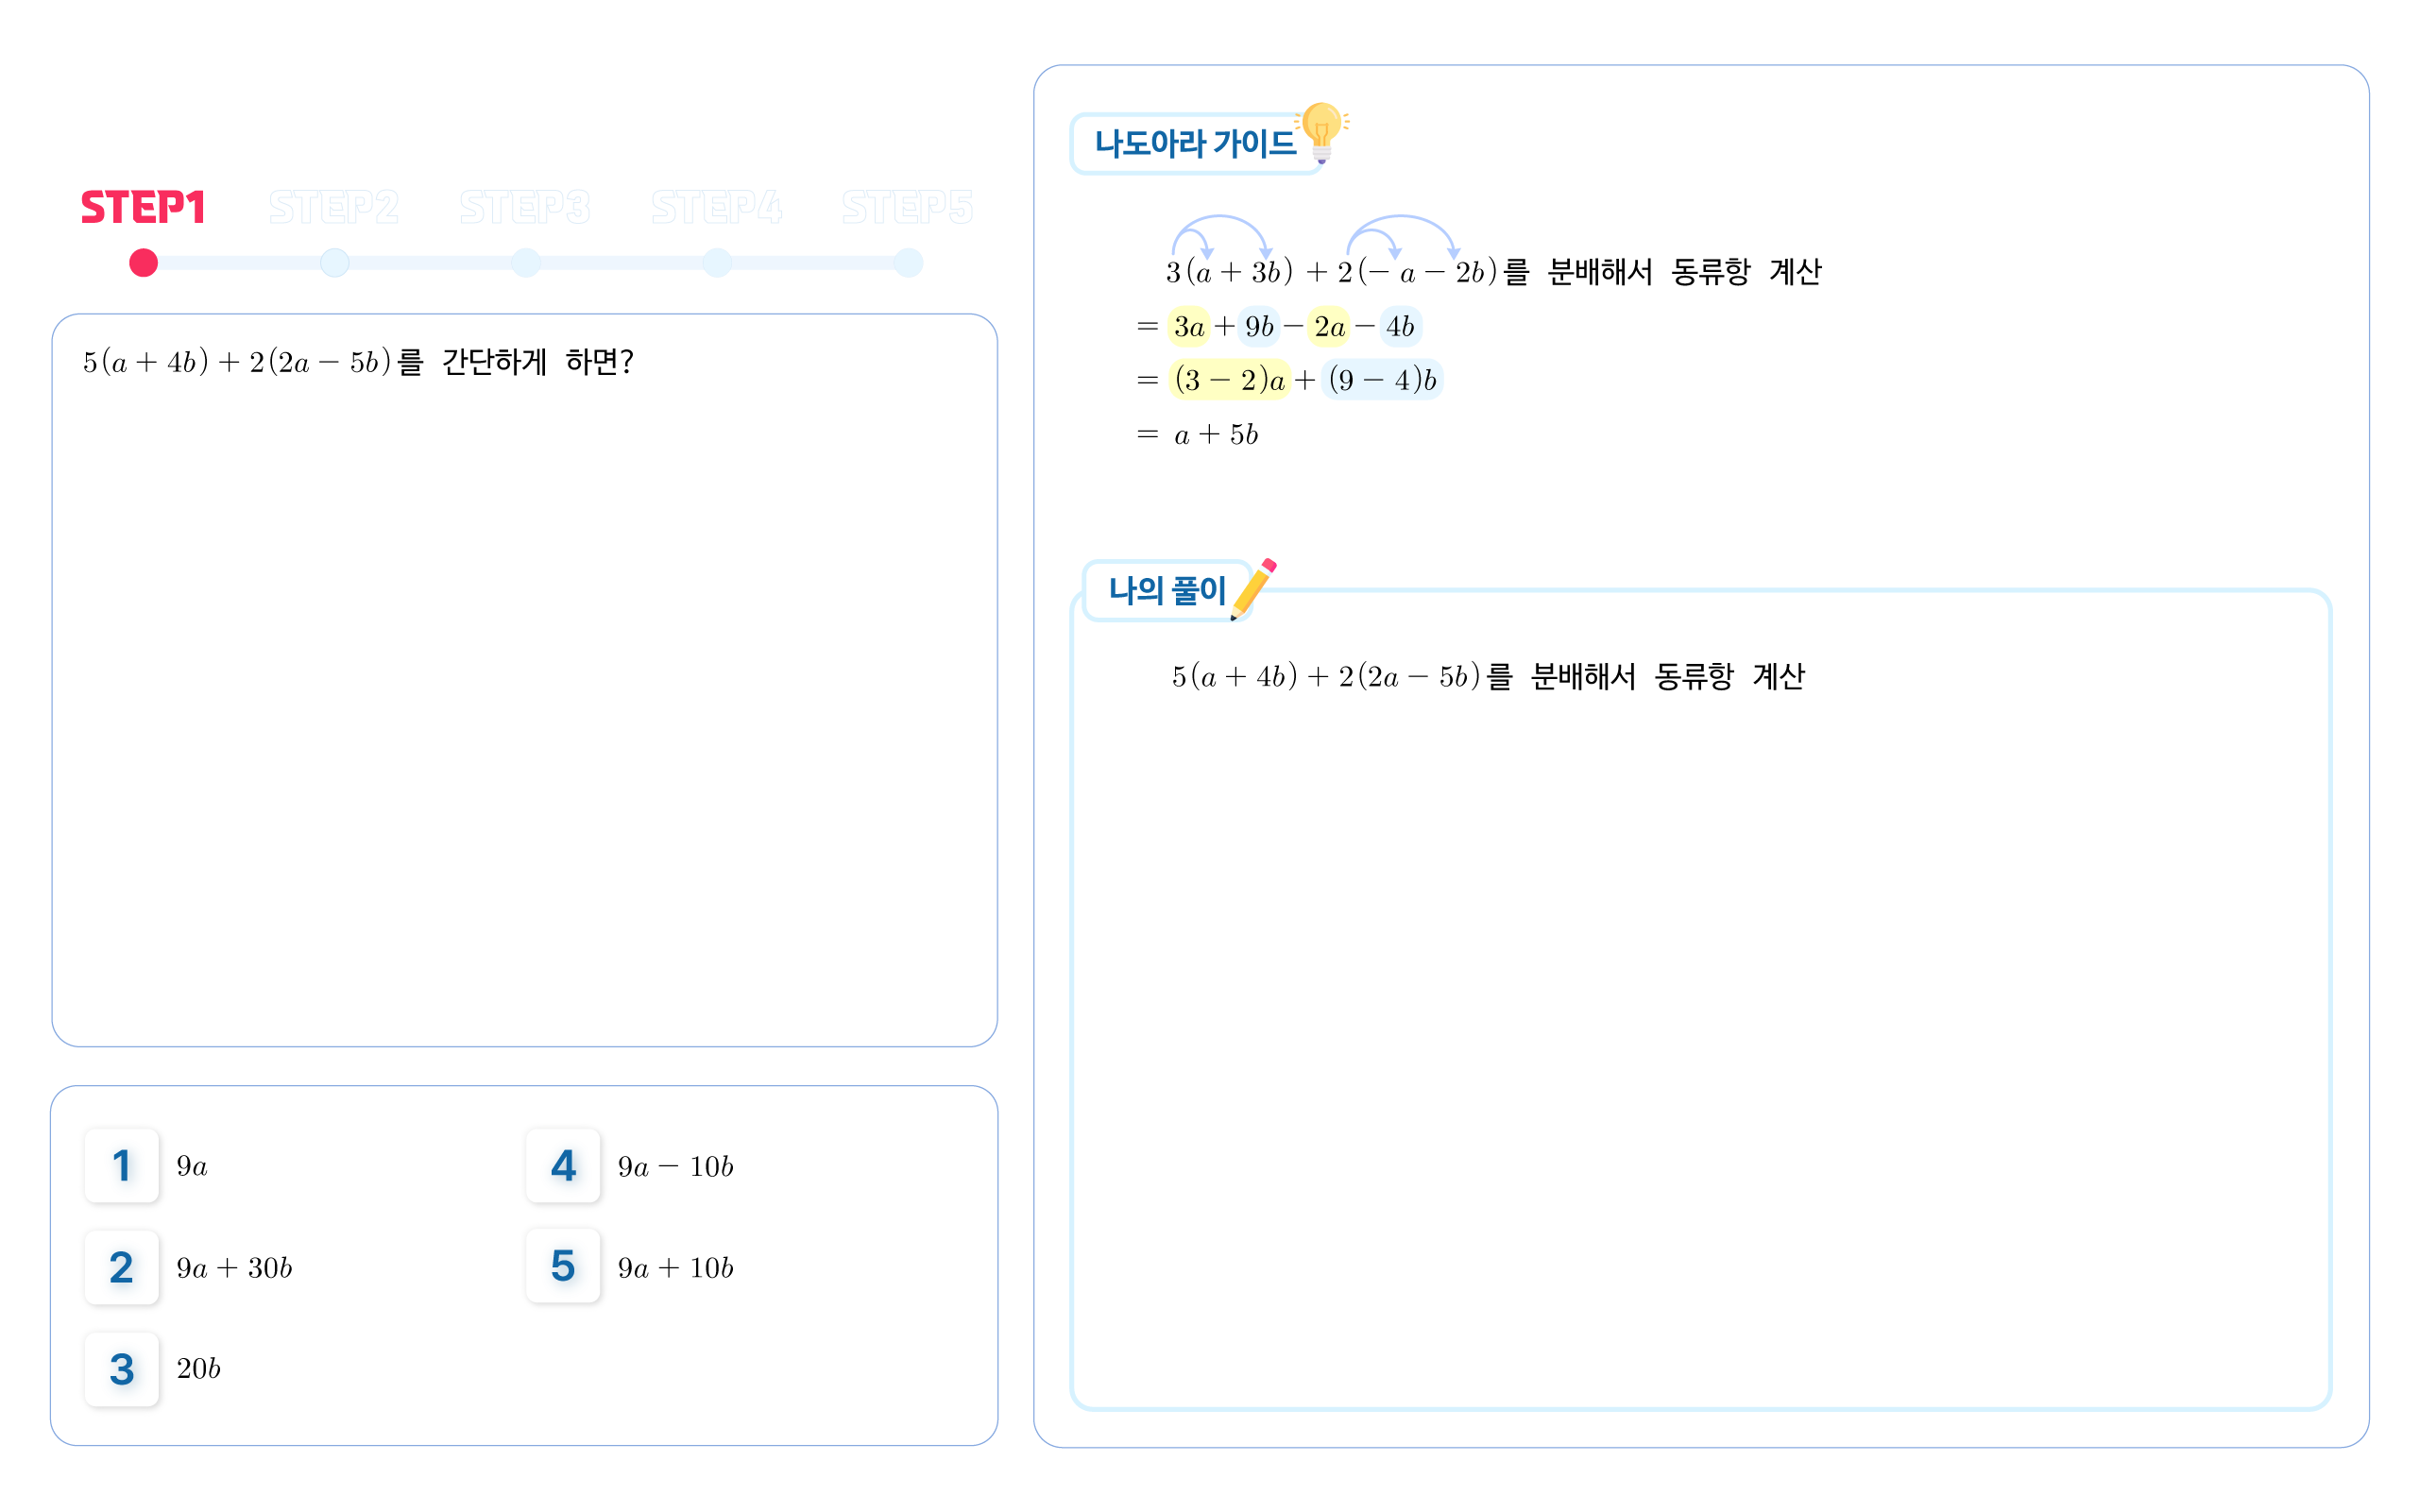 STEP1 STEP2 STEP3 STEP4 STEP5
5(a + 4b) + 2(2a − 5b)를 간단하게 하면?
1 9a
2 9a + 30b
3 20b
4 9a − 10b
5 9a + 10b
나도아라 가이드
3(a + 3b) + 2(− a − 2b)를 분배해서 동류항 계산
= 3a + 9b − 2a − 4b
= (3 − 2)a + (9 − 4)b
= a + 5b
나의 풀이
5(a + 4b) + 2(2a − 5b)를 분배해서 동류항 계산